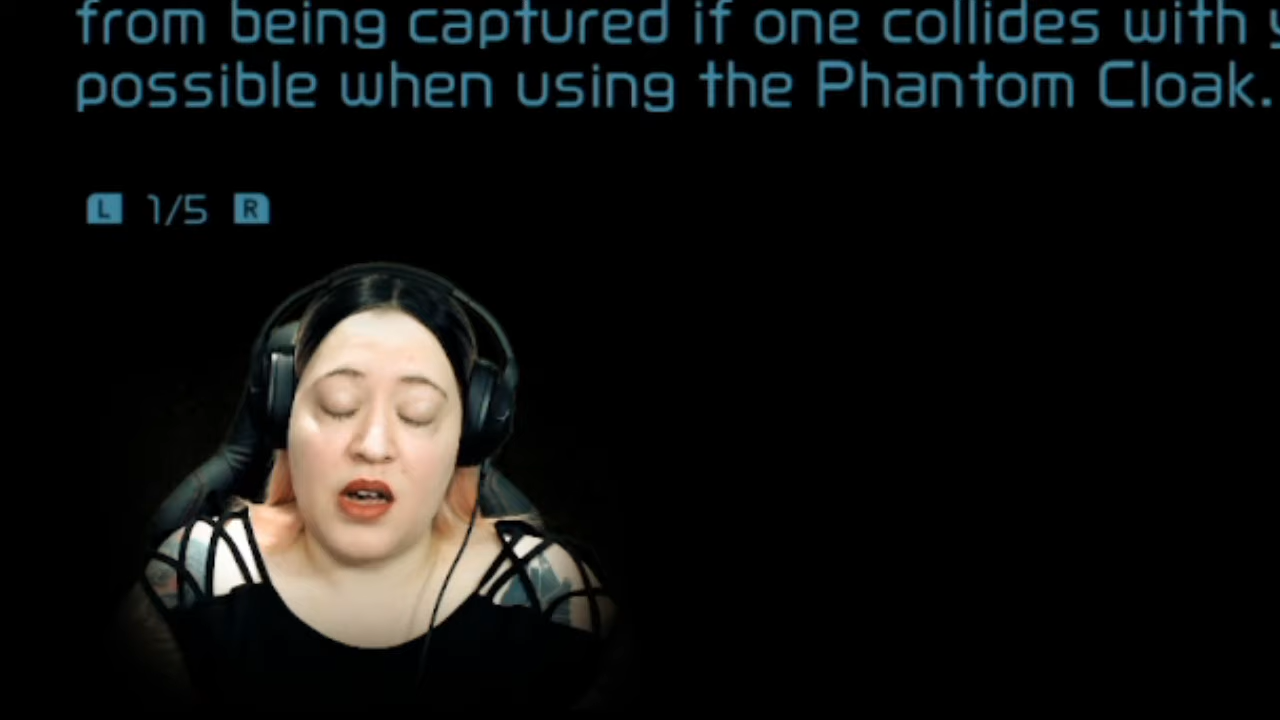 from being captured if one collides with
possible when using the Phantom Cloak.
L 1/5 R